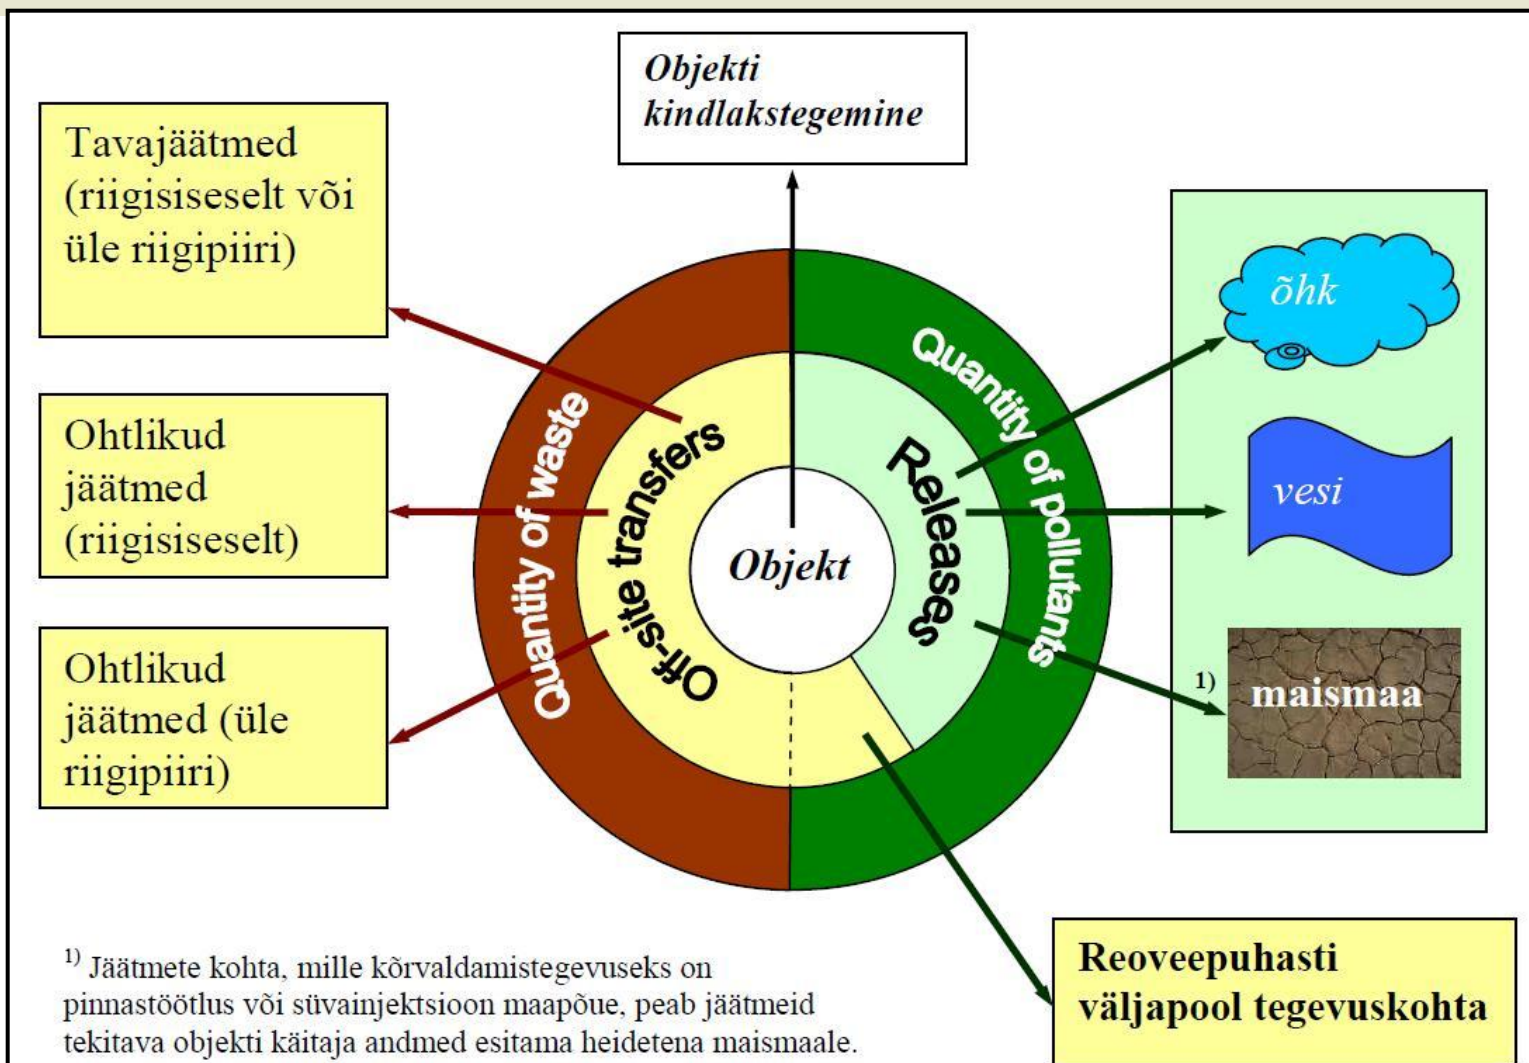 Objekti
kindlakstegemine
Tavajäätmed
(riigisiseselt või
üle riigipiiri)
Ohtlikud
jäätmed
(riigisiseselt)
Ohtlikud
jäätmed (üle
riigipiiri)
Quantity of waste
Off-site transfers
Objekt
Releases
Quantity of pollutants
õhk
vesi
1) maismaa
Reoveepuhasti
väljapool tegevuskohta
1) Jäätmete kohta, mille kõrvaldamistegevuseks on
pinnastöötlus või süvainjektsioon maapõue, peab jäätmeid
tekitava objekti käitaja andmed esitama heidetena maismaale.